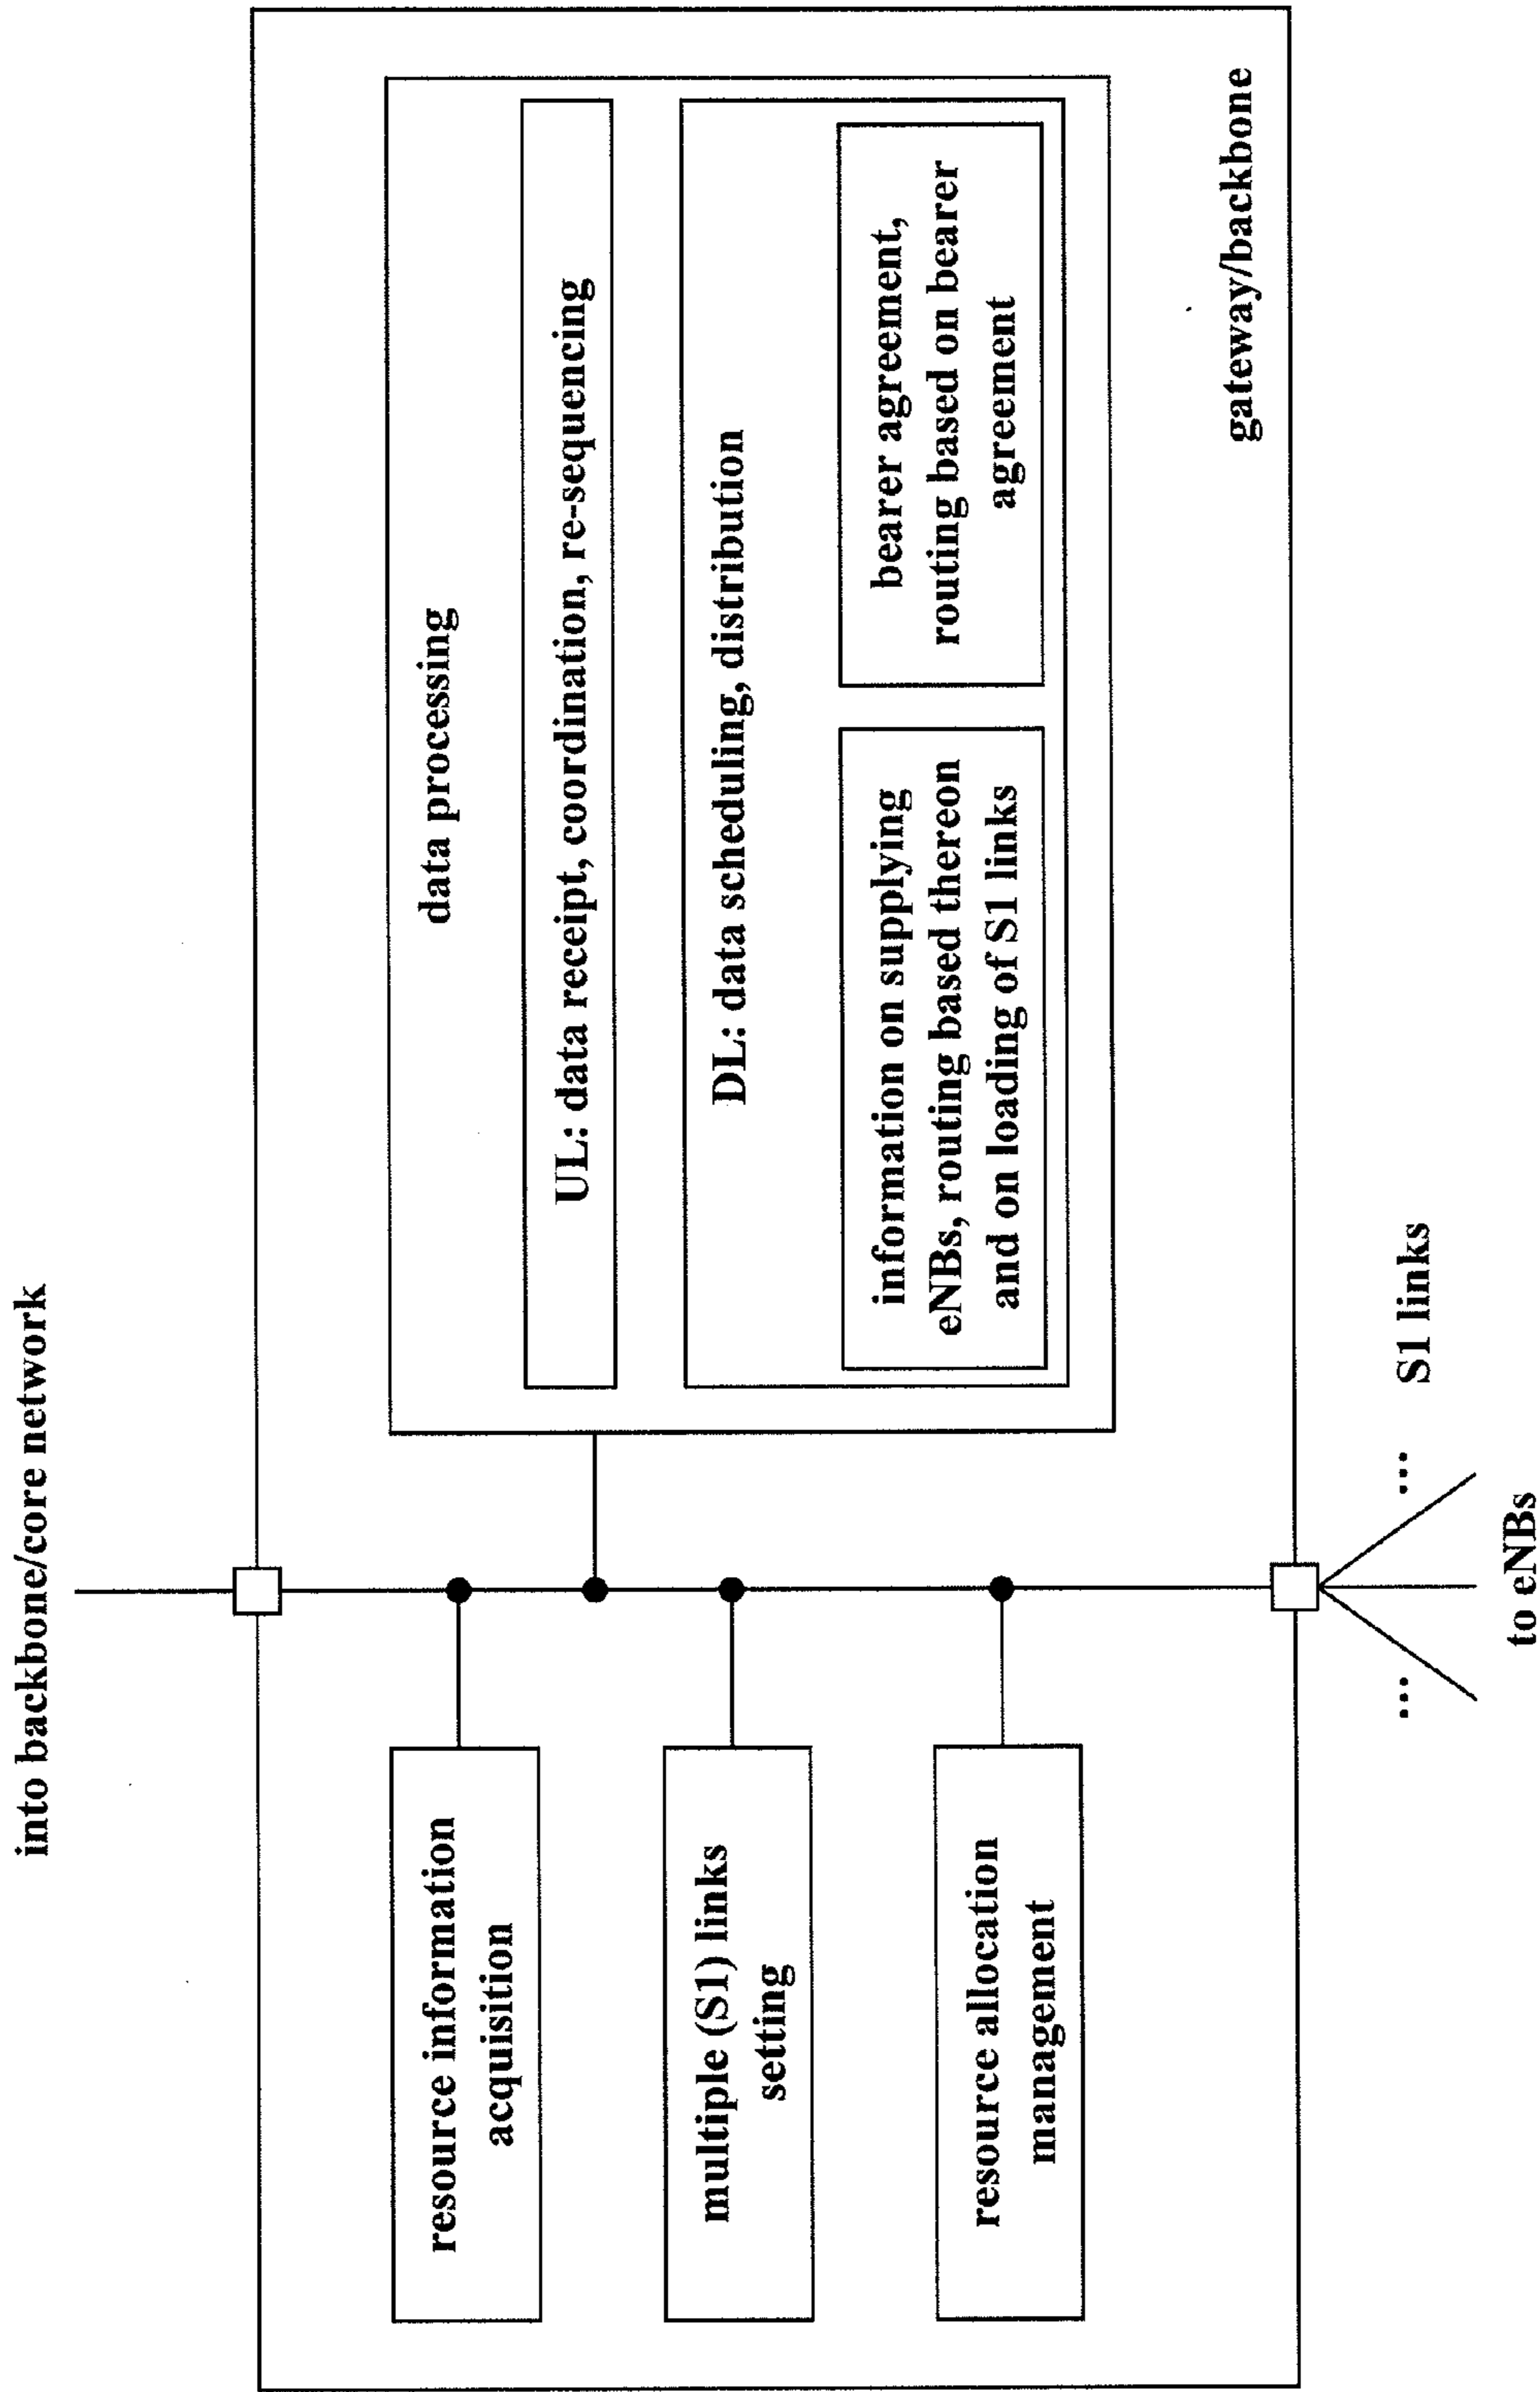 into backbone/core network
resource information
acquisition
multiple (S1) links
setting
resource allocation
management
data processing
UL: data receipt, coordination, re-sequencing
DL: data scheduling, distribution
information on supplying
eNBs, routing based thereon
and on loading of S1 links
bearer agreement,
routing based on bearer
agreement
gateway/backbone
... ... S1 links
to eNBs